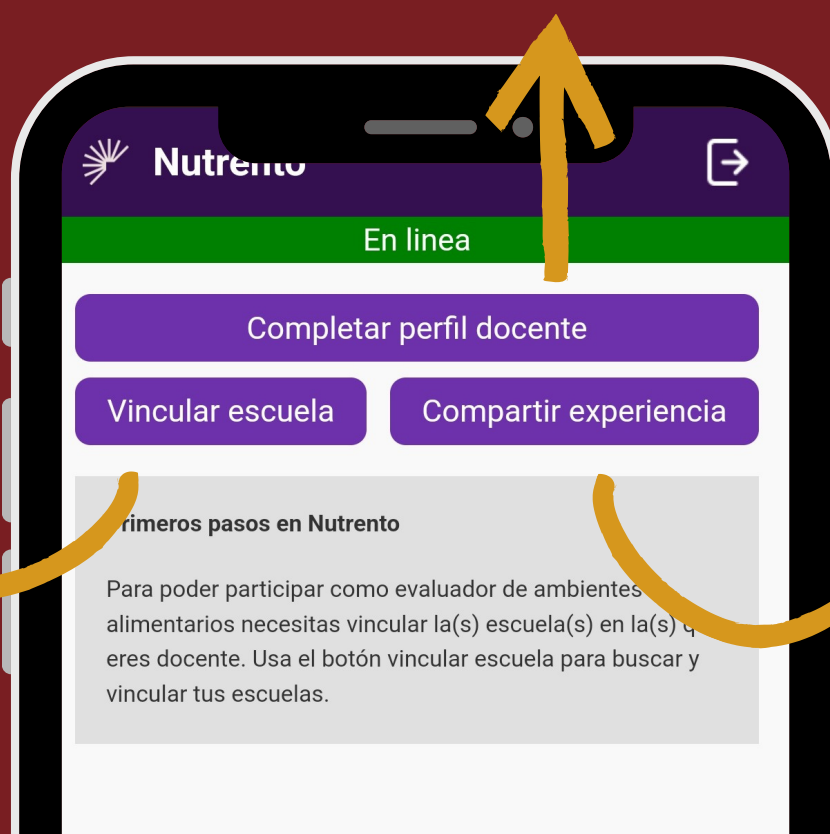 Nutrento
En linea
Completar perfil docente
Vincular escuela
Compartir experiencia
Primeros pasos en Nutrento
Para poder participar como evaluador de ambientes
alimentarios necesitas vincular la(s) escuela(s) en la(s)
eres docente. Usa el botón vincular escuela para buscar y
vincular tus escuelas.